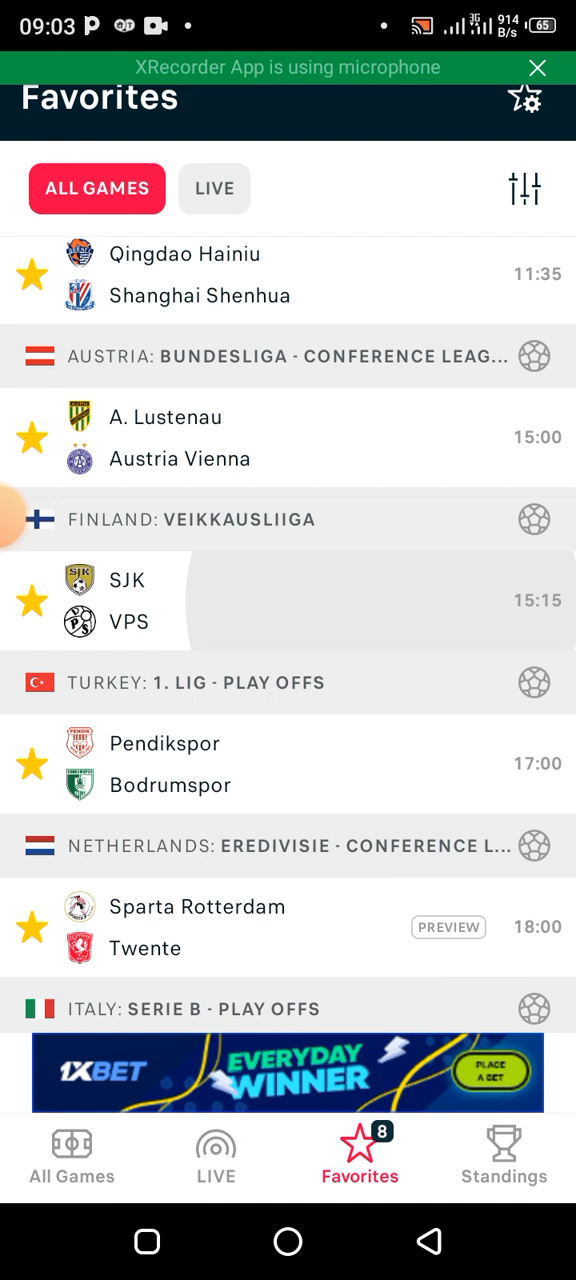 09:03
3G
914
B/s
65
XRecorder App is using microphone
Favorites
ALL GAMES
LIVE
Qingdao Hainiu
11:35
Shanghai Shenhua
AUSTRIA: BUNDESLIGA - CONFERENCE LEAG...
A. Lustenau
15:00
Austria Vienna
FINLAND: VEIKKAUSLIIGA
SJK
15:15
VPS
TURKEY: 1. LIG - PLAY OFFS
Pendikspor
17:00
Bodrumspor
NETHERLANDS: EREDIVISIE - CONFERENCE L...
Sparta Rotterdam
PREVIEW
18:00
Twente
ITALY: SERIE B - PLAY OFFS
1XBET
EVERYDAY
WINNER
PLACE
A BET
8
All Games
LIVE
Favorites
Standings